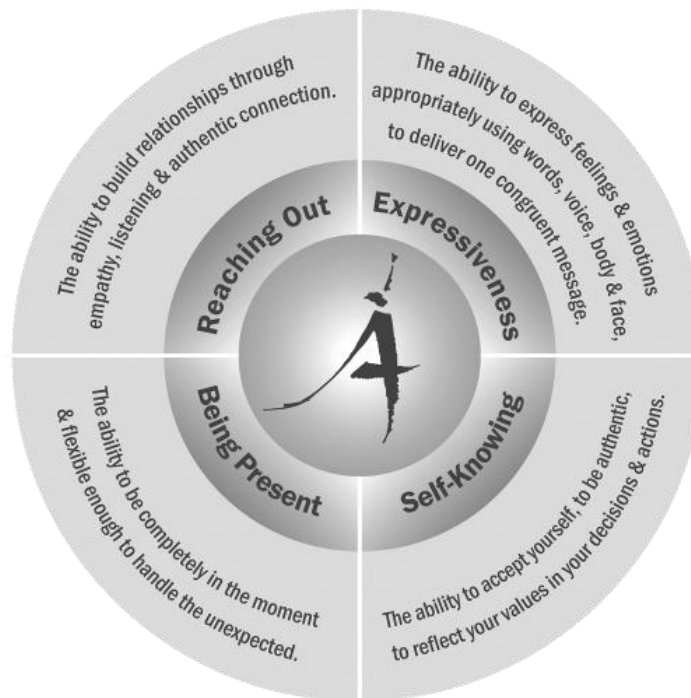 The ability to build relationships through
empathy, listening & authentic connection.
Reaching Out
The ability to express feelings & emotions
appropriately using words, voice, body & face,
to deliver one congruent message.
Expressiveness
Being Present
The ability to be completely in the moment
& flexible enough to handle the unexpected.
Self-Knowing
The ability to accept yourself, to be authentic,
to reflect your values in your decisions & actions.